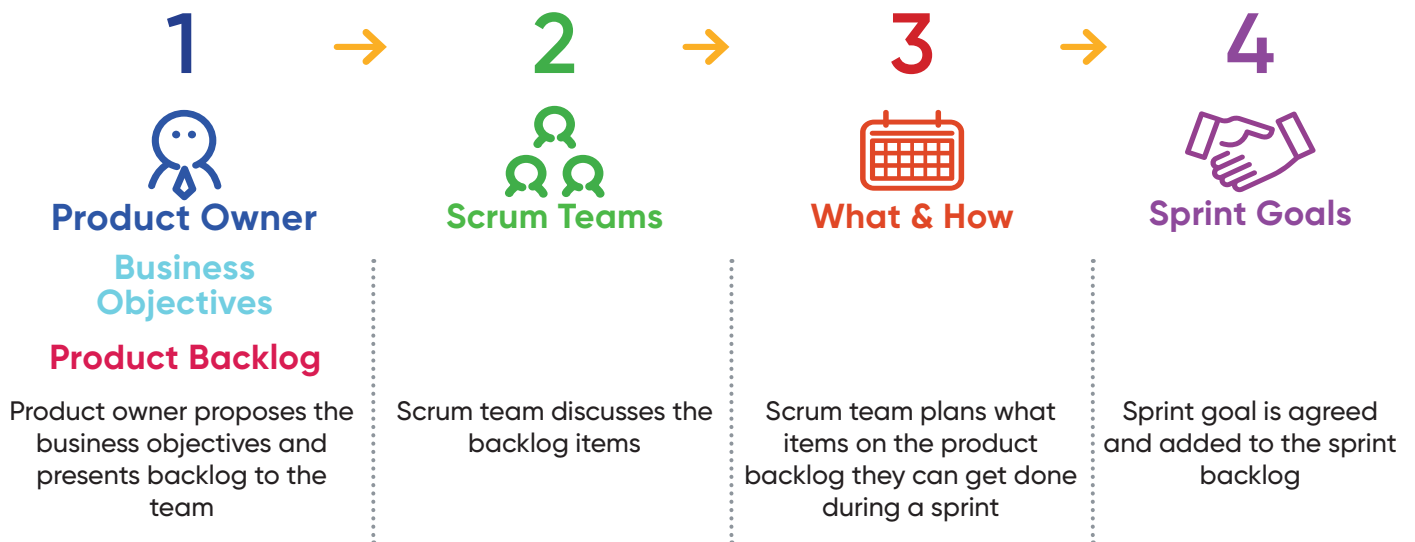 1
2
3
4
Product Owner
Scrum Teams
What & How
Sprint Goals
Business
Objectives
Product Backlog
Product owner proposes the
business objectives and
presents backlog to the
team
Scrum team discusses the
backlog items
Scrum team plans what
items on the product
backlog they can get done
during a sprint
Sprint goal is agreed
and added to the sprint
backlog